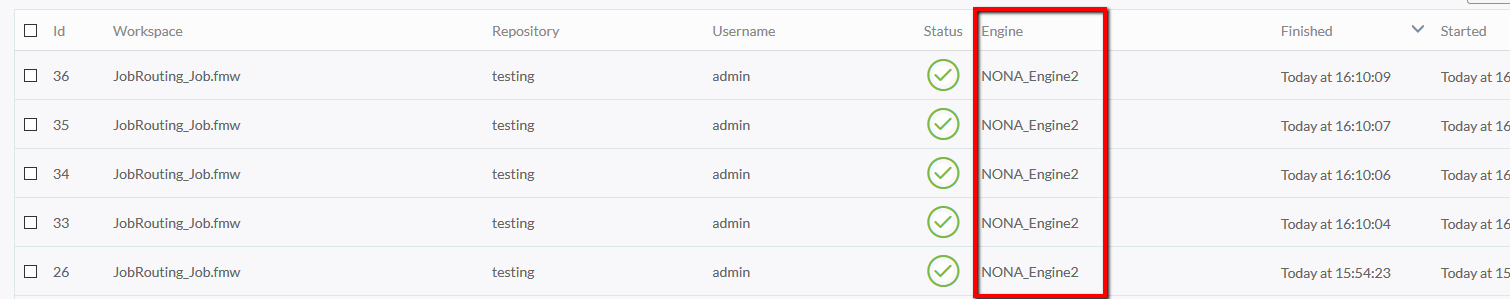 Id Workspace Repository Username Status Engine Finished Started
36 JobRouting_Job.fmw testing admin NONA_Engine2 Today at 16:10:09 Today at 16
35 JobRouting_Job.fmw testing admin NONA_Engine2 Today at 16:10:07 Today at 16
34 JobRouting_Job.fmw testing admin NONA_Engine2 Today at 16:10:06 Today at 16
33 JobRouting_Job.fmw testing admin NONA_Engine2 Today at 16:10:04 Today at 16
26 JobRouting_Job.fmw testing admin NONA_Engine2 Today at 15:54:23 Today at 15